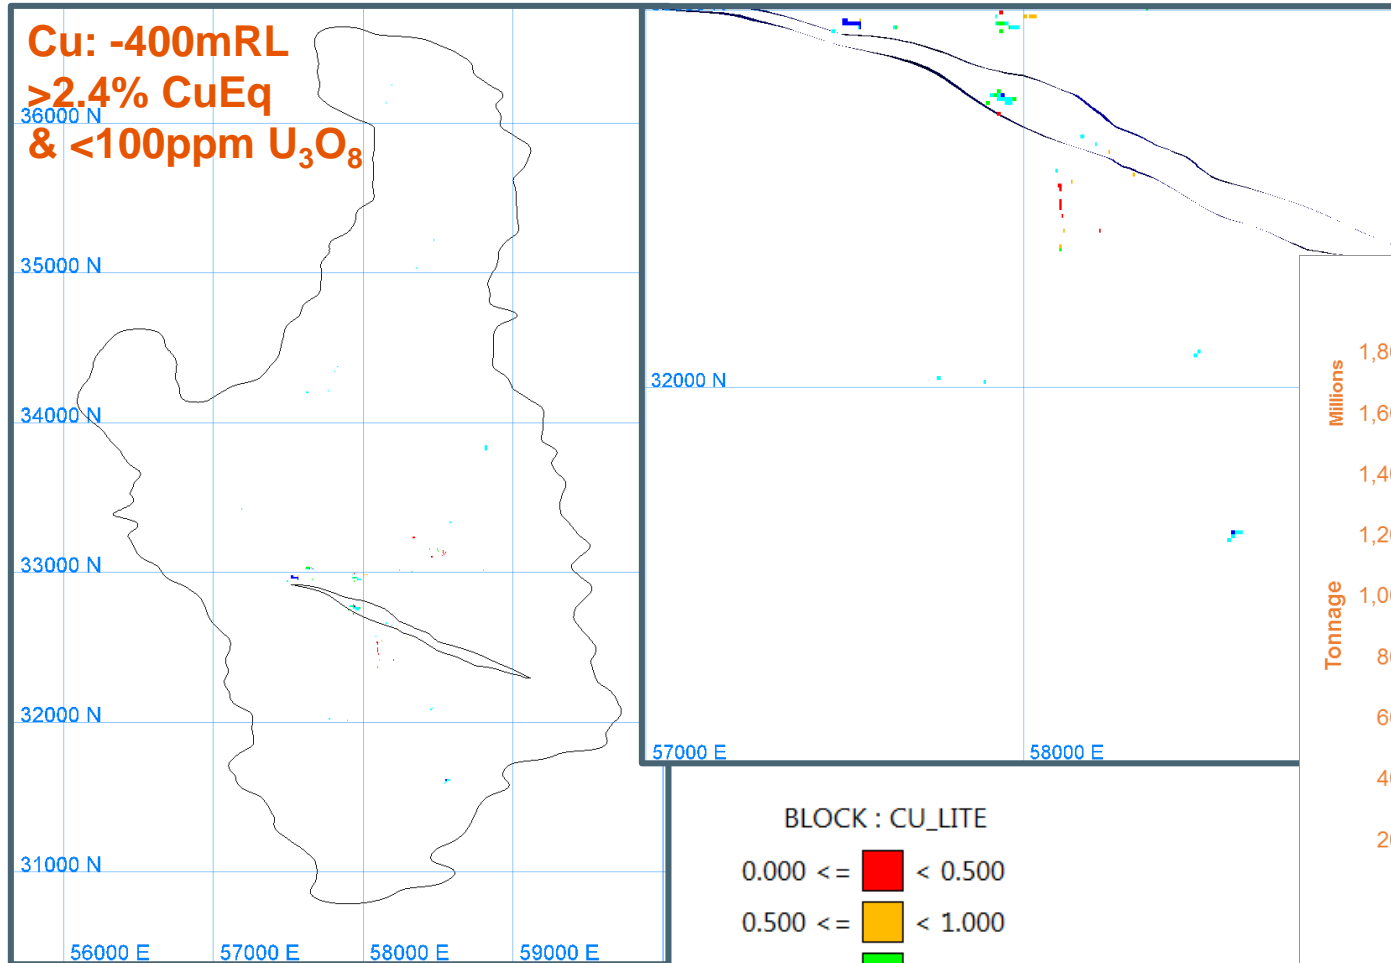 Cu: -400mRL
>2.4% CuEq
& <100ppm U₃O₈
36000 N
35000 N
34000 N
33000 N
32000 N
31000 N
56000 E
57000 E
58000 E
59000 E
32000 N
57000 E
58000 E
BLOCK : CU_LITE
0.000 <= < 0.500
0.500 <= < 1.000
Millions
Tonnage